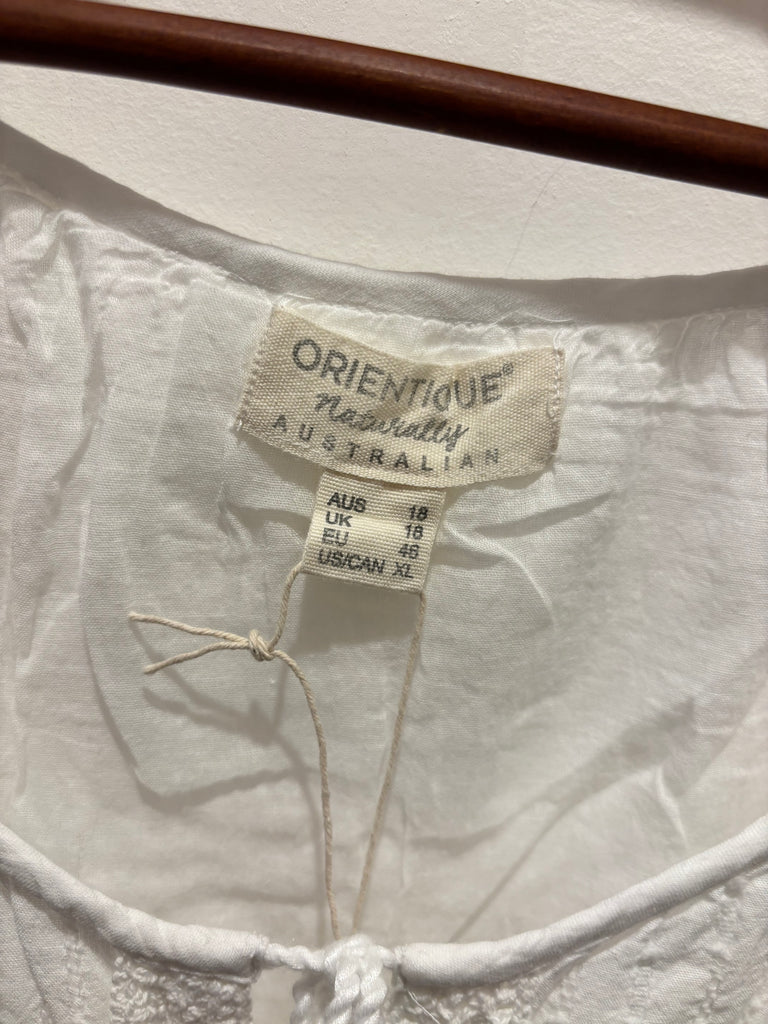 ORIENTIQUE®
Naturally
AUSTRALIAN
AUS 18
UK 18
EU 46
US/CAN XL